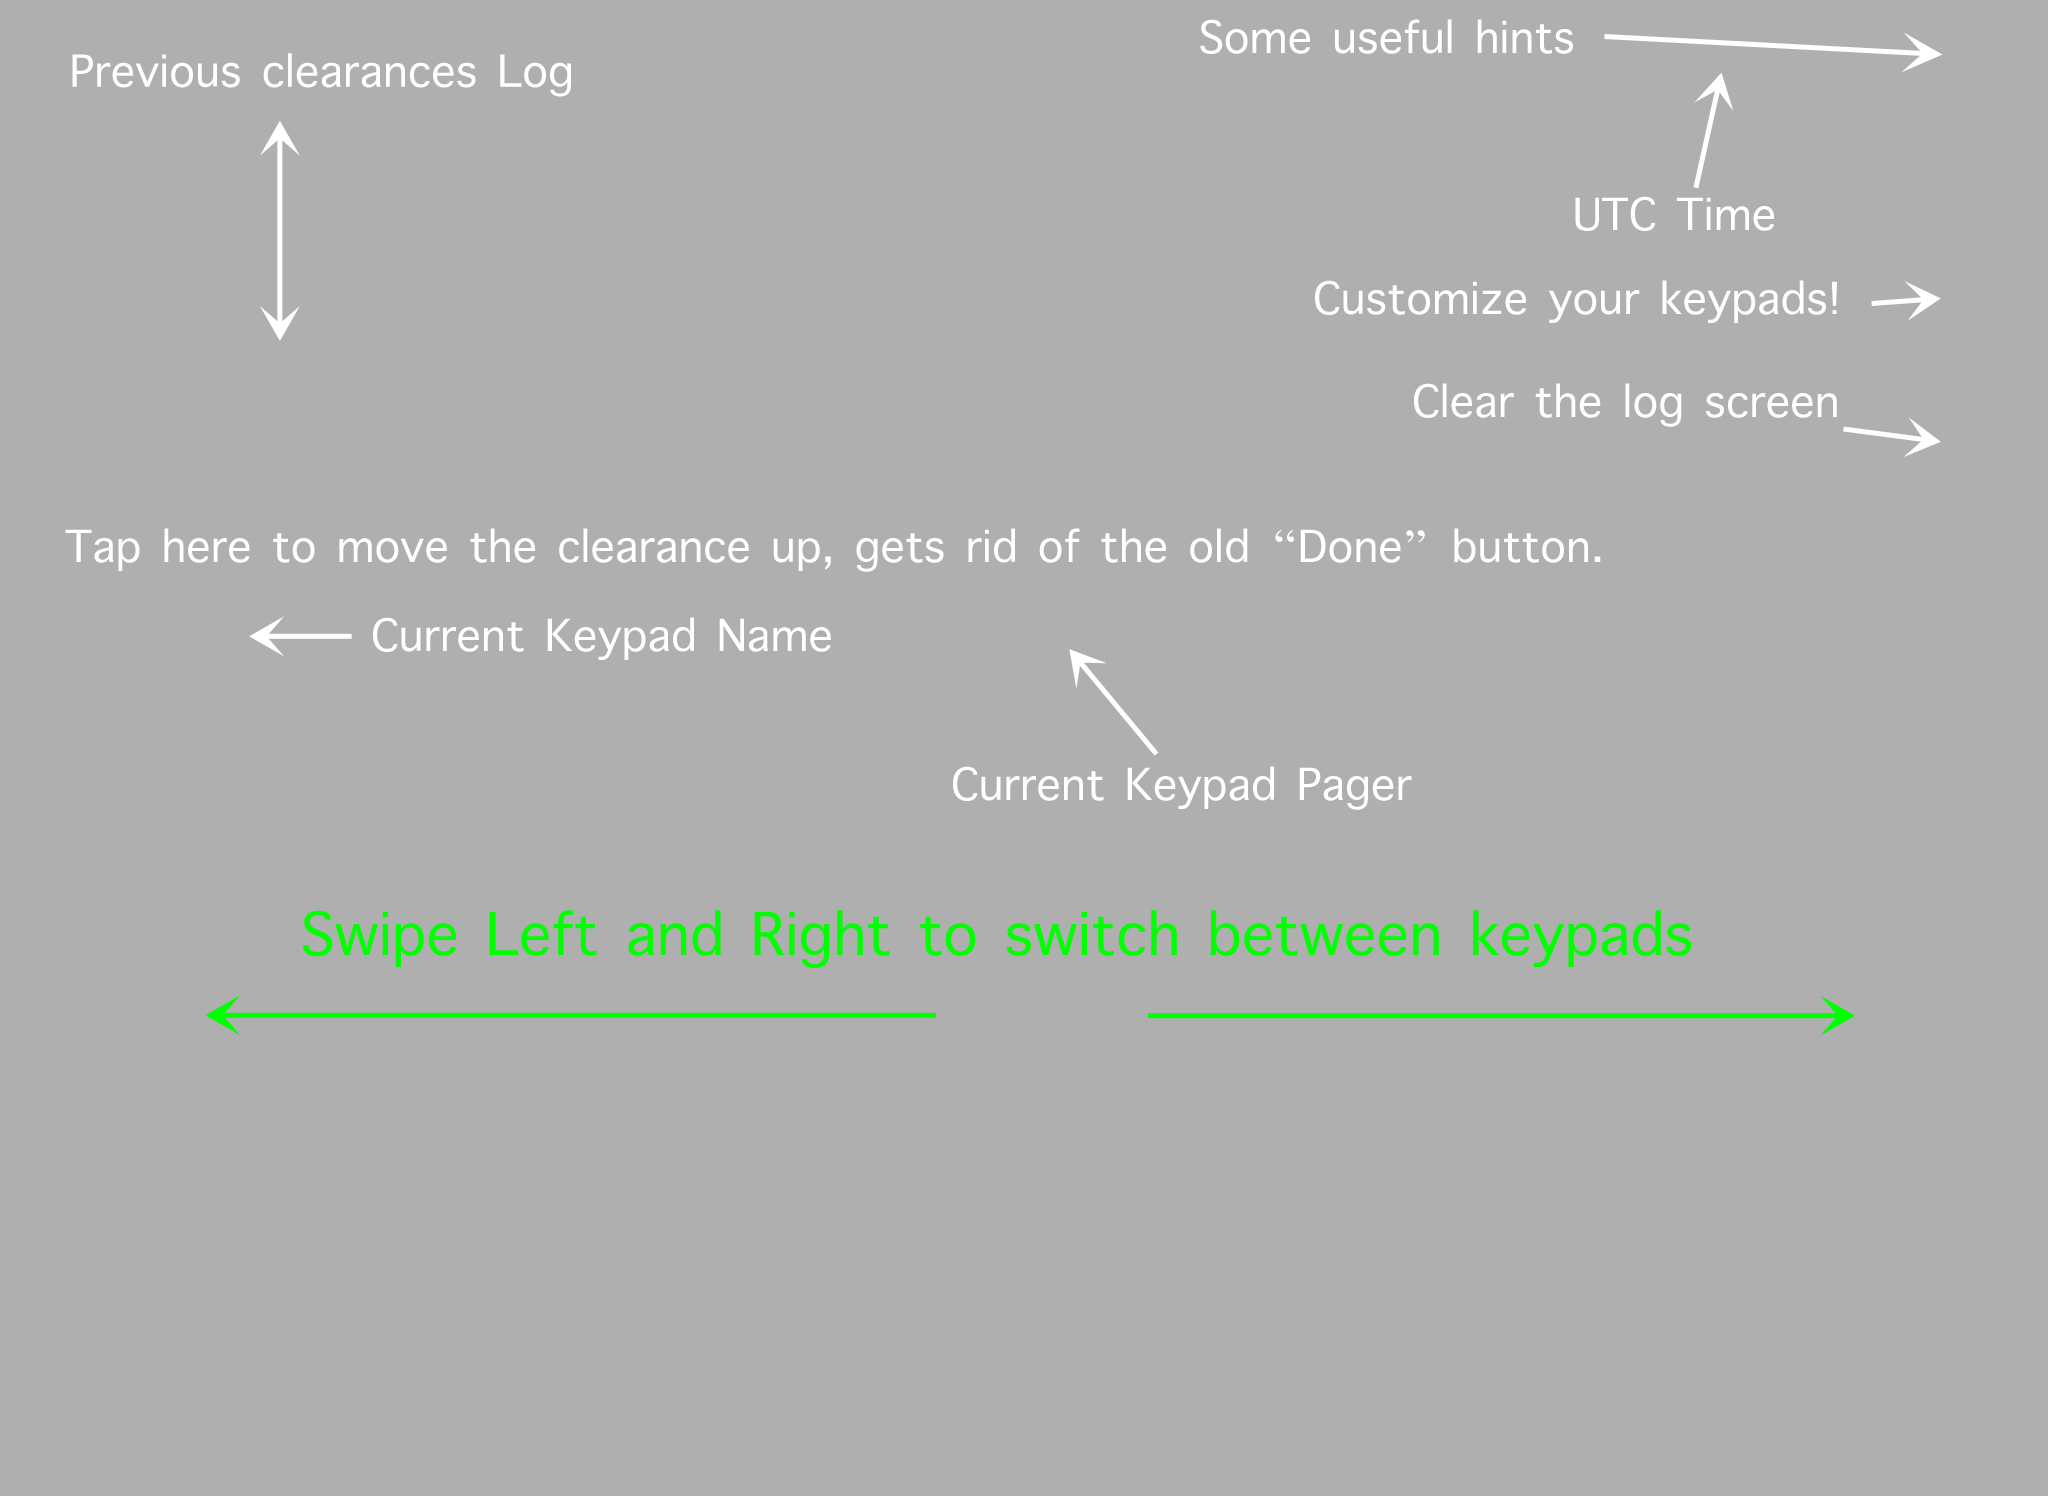 Some useful hints
Previous clearances Log
UTC Time
Customize your keypads!
Clear the log screen
Tap here to move the clearance up, gets rid of the old “Done” button.
Current Keypad Name
Current Keypad Pager
Swipe Left and Right to switch between keypads